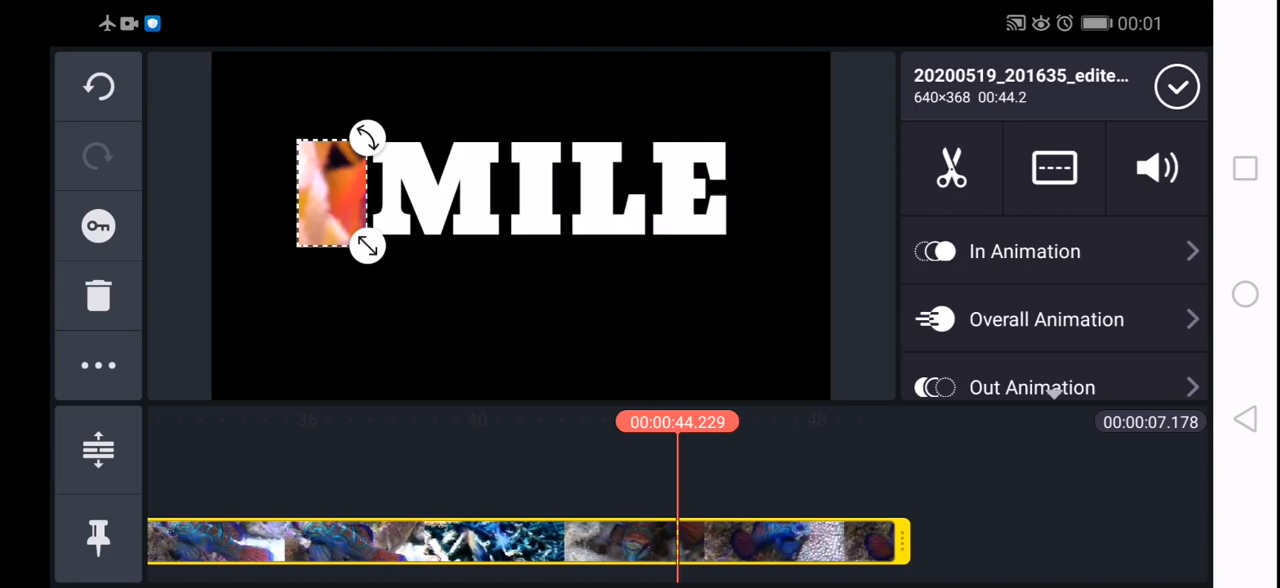 00:01
20200519_201635_edite...
640×368 00:44.2
MILE
In Animation
Overall Animation
Out Animation
36
40
00:00:44.229
48
00:00:07.178